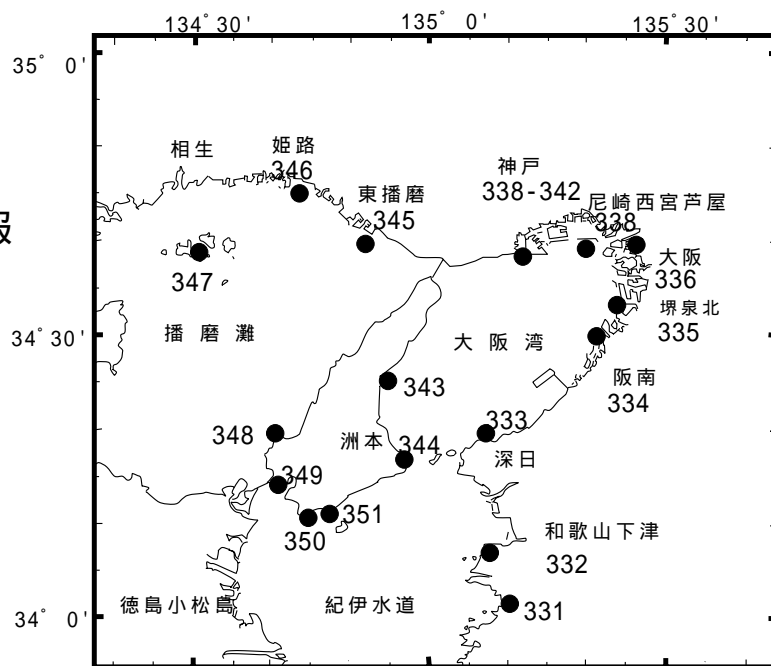 134°30'
135°0'
135°30'
35°0'
相生
姫路
346
東播磨
345
神戸
338-342
尼崎西宮芦屋
338
報
347
大阪
336
堺泉北
335
34°30'
播磨灘
大阪湾
阪南
334
343
333
348
洲本
344
深日
349
351
350
和歌山下津
332
徳島小松島
紀伊水道
331
34°0'